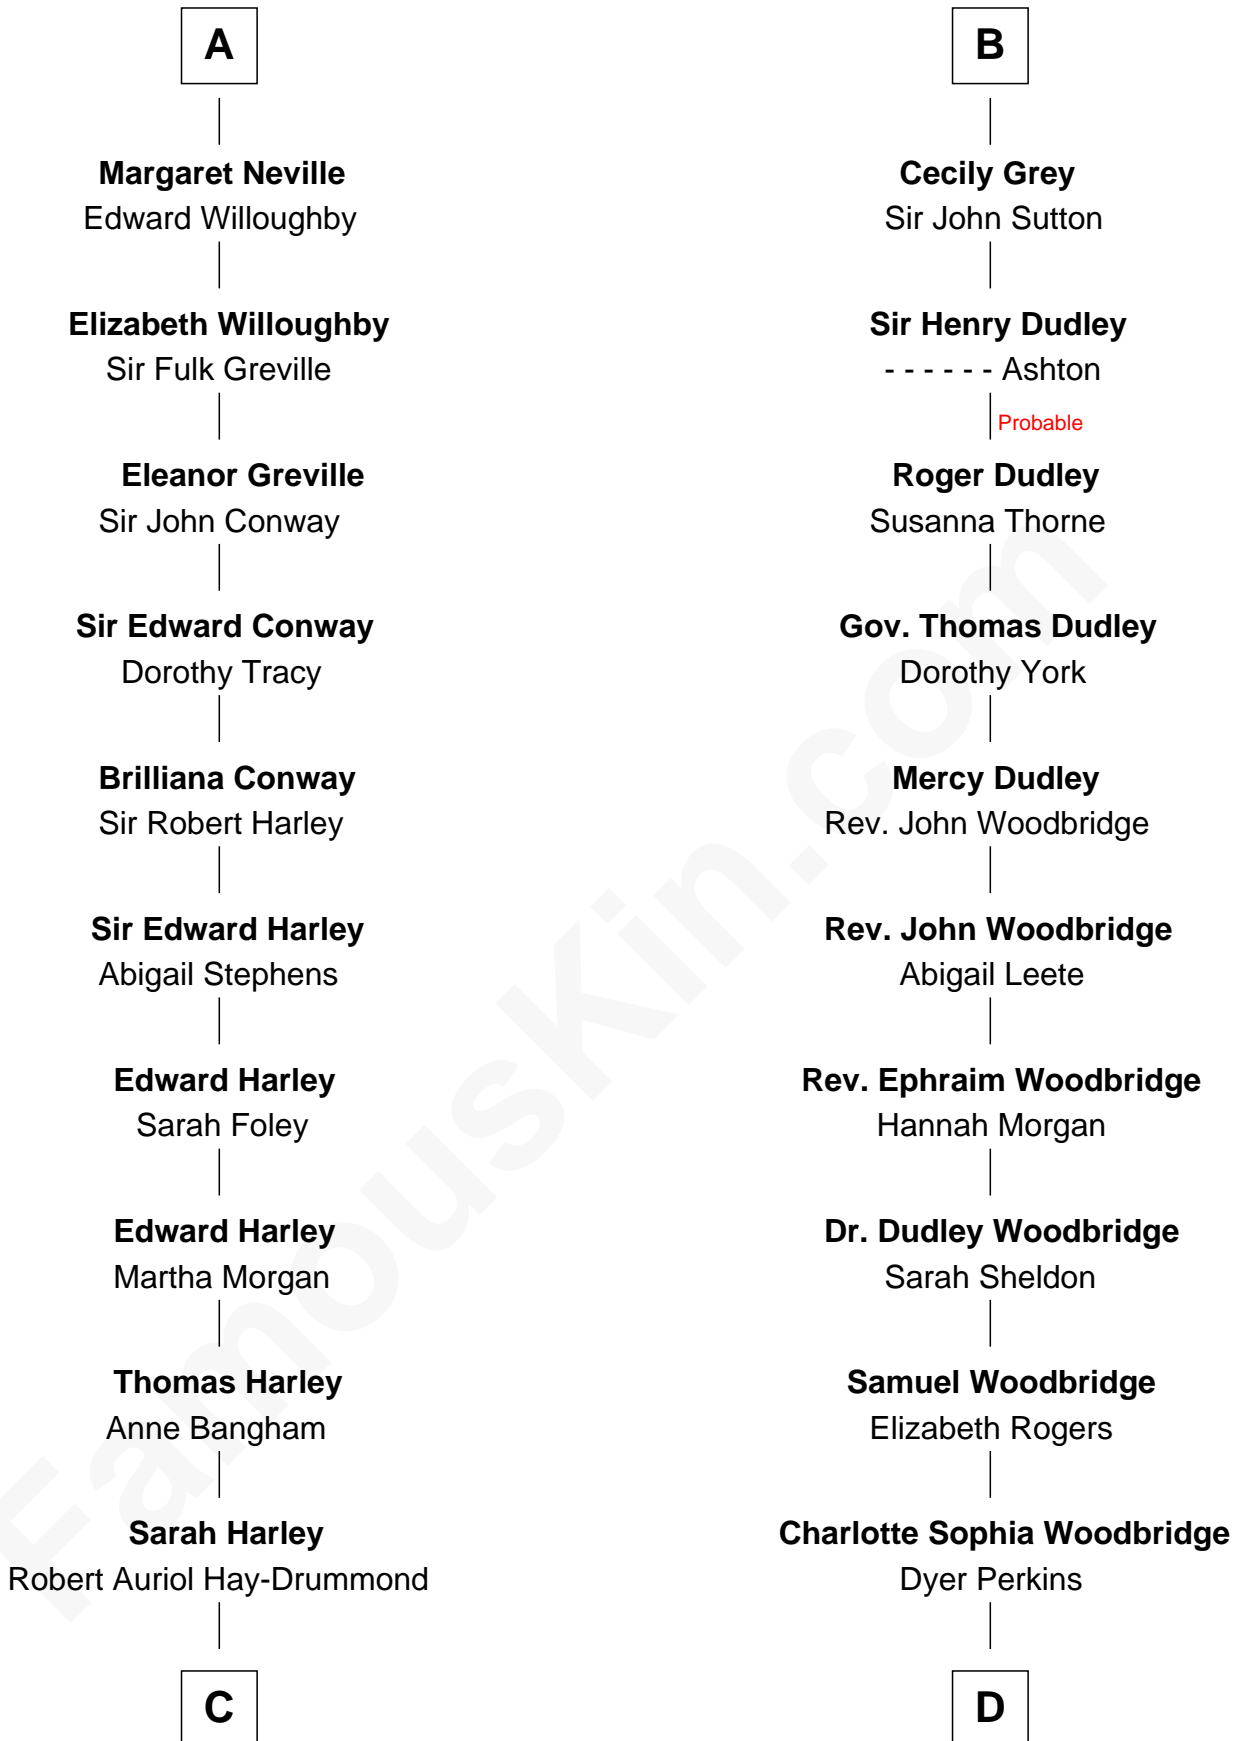 A
Margaret Neville
Edward Willoughby
Elizabeth Willoughby
Sir Fulk Greville
Eleanor Greville
Sir John Conway
Sir Edward Conway
Dorothy Tracy
Brilliana Conway
Sir Robert Harley
Sir Edward Harley
Abigail Stephens
Edward Harley
Sarah Foley
Edward Harley
Martha Morgan
Thomas Harley
Anne Bangham
Sarah Harley
Robert Auriol Hay-Drummond
C
B
Cecily Grey
Sir John Sutton
Sir Henry Dudley
- - - - - - Ashton
Probable
Roger Dudley
Susanna Thorne
Gov. Thomas Dudley
Dorothy York
Mercy Dudley
Rev. John Woodbridge
Rev. John Woodbridge
Abigail Leete
Rev. Ephraim Woodbridge
Hannah Morgan
Dr. Dudley Woodbridge
Sarah Sheldon
Samuel Woodbridge
Elizabeth Rogers
Charlotte Sophia Woodbridge
Dyer Perkins
D
FamousKin.com